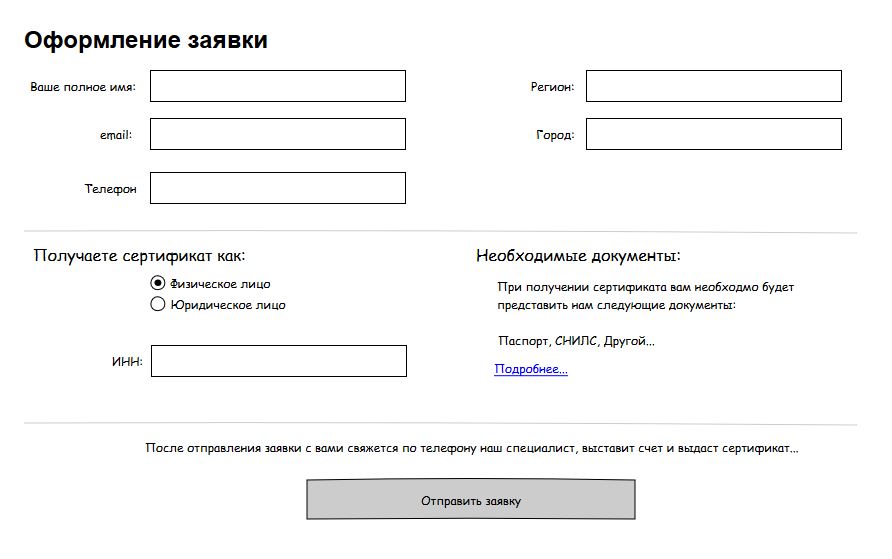 Оформление заявки
Ваше полное имя:
Регион:
email:
Город:
Телефон
Получаете сертификат как:
Физическое лицо
Юридическое лицо
ИНН:
Необходимые документы:
При получении сертификата вам необходмо будет
представить нам следующие документы:
Паспорт, СНИЛС, Другой...
Подробнее...
После отправления заявки с вами свяжется по телефону наш специалист, выставит счет и выдаст сертификат...
Отправить заявку